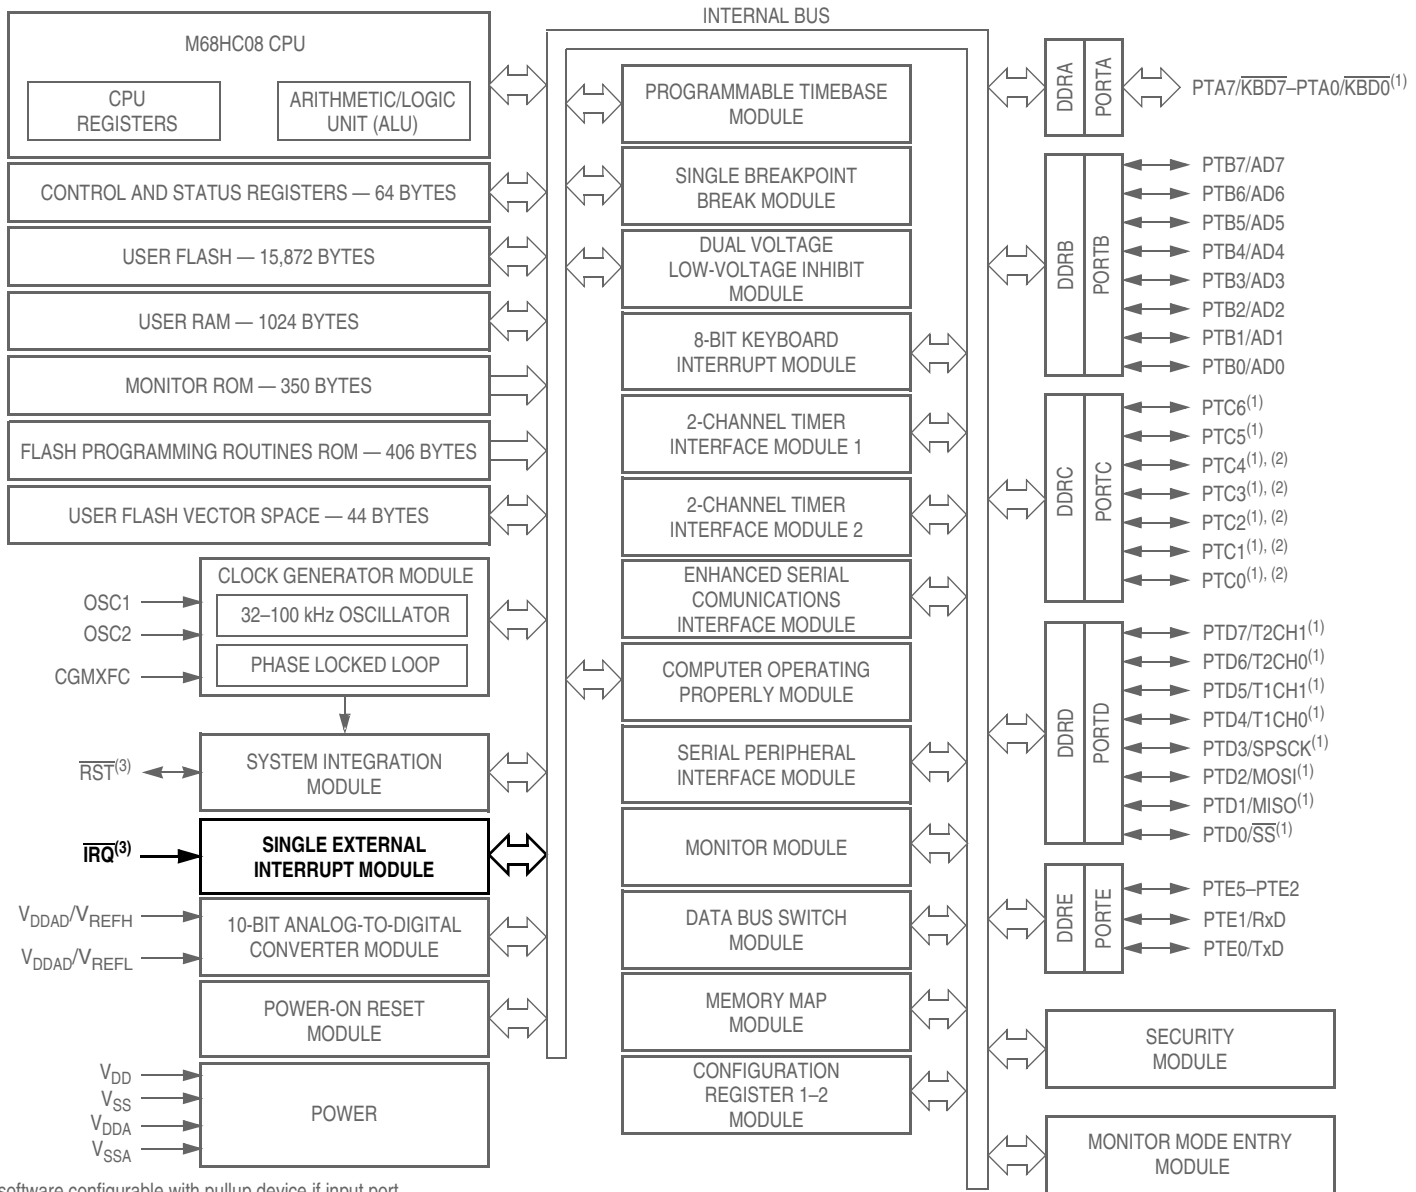 INTERNAL BUS
M68HC08 CPU
CPU
REGISTERS
ARITHMETIC/LOGIC
UNIT (ALU)
CONTROL AND STATUS REGISTERS — 64 BYTES
USER FLASH — 15,872 BYTES
USER RAM — 1024 BYTES
MONITOR ROM — 350 BYTES
FLASH PROGRAMMING ROUTINES ROM — 406 BYTES
USER FLASH VECTOR SPACE — 44 BYTES
CLOCK GENERATOR MODULE
32–100 kHz OSCILLATOR
PHASE LOCKED LOOP
OSC1
OSC2
CGMXFC
SYSTEM INTEGRATION
MODULE
R̅S̅T̅(3)
SINGLE EXTERNAL
INTERRUPT MODULE
I̅R̅Q̅(3)
10-BIT ANALOG-TO-DIGITAL
CONVERTER MODULE
VDDAD/VREFH
VDDAD/VREFL
POWER-ON RESET
MODULE
POWER
VDD
VSS
VDDA
VSSA
PROGRAMMABLE TIMEBASE
MODULE
SINGLE BREAKPOINT
BREAK MODULE
DUAL VOLTAGE
LOW-VOLTAGE INHIBIT
MODULE
8-BIT KEYBOARD
INTERRUPT MODULE
2-CHANNEL TIMER
INTERFACE MODULE 1
2-CHANNEL TIMER
INTERFACE MODULE 2
ENHANCED SERIAL
COMUNICATIONS
INTERFACE MODULE
COMPUTER OPERATING
PROPERLY MODULE
SERIAL PERIPHERAL
INTERFACE MODULE
MONITOR MODULE
DATA BUS SWITCH
MODULE
MEMORY MAP
MODULE
CONFIGURATION
REGISTER 1–2
MODULE
DDRA
PORTA
PTA7/K̅B̅D̅7̅–PTA0/K̅B̅D̅0̅(1)
DDRB
PORTB
PTB7/AD7
PTB6/AD6
PTB5/AD5
PTB4/AD4
PTB3/AD3
PTB2/AD2
PTB1/AD1
PTB0/AD0
DDRC
PORTC
PTC6(1)
PTC5(1)
PTC4(1), (2)
PTC3(1), (2)
PTC2(1), (2)
PTC1(1), (2)
PTC0(1), (2)
DDRD
PORTD
PTD7/T2CH1(1)
PTD6/T2CH0(1)
PTD5/T1CH1(1)
PTD4/T1CH0(1)
PTD3/SPSCK(1)
PTD2/MOSI(1)
PTD1/MISO(1)
PTD0/S̅S̅(1)
DDRE
PORTE
PTE5–PTE2
PTE1/RxD
PTE0/TxD
SECURITY
MODULE
MONITOR MODE ENTRY
MODULE
software configurable with pullup device if input port